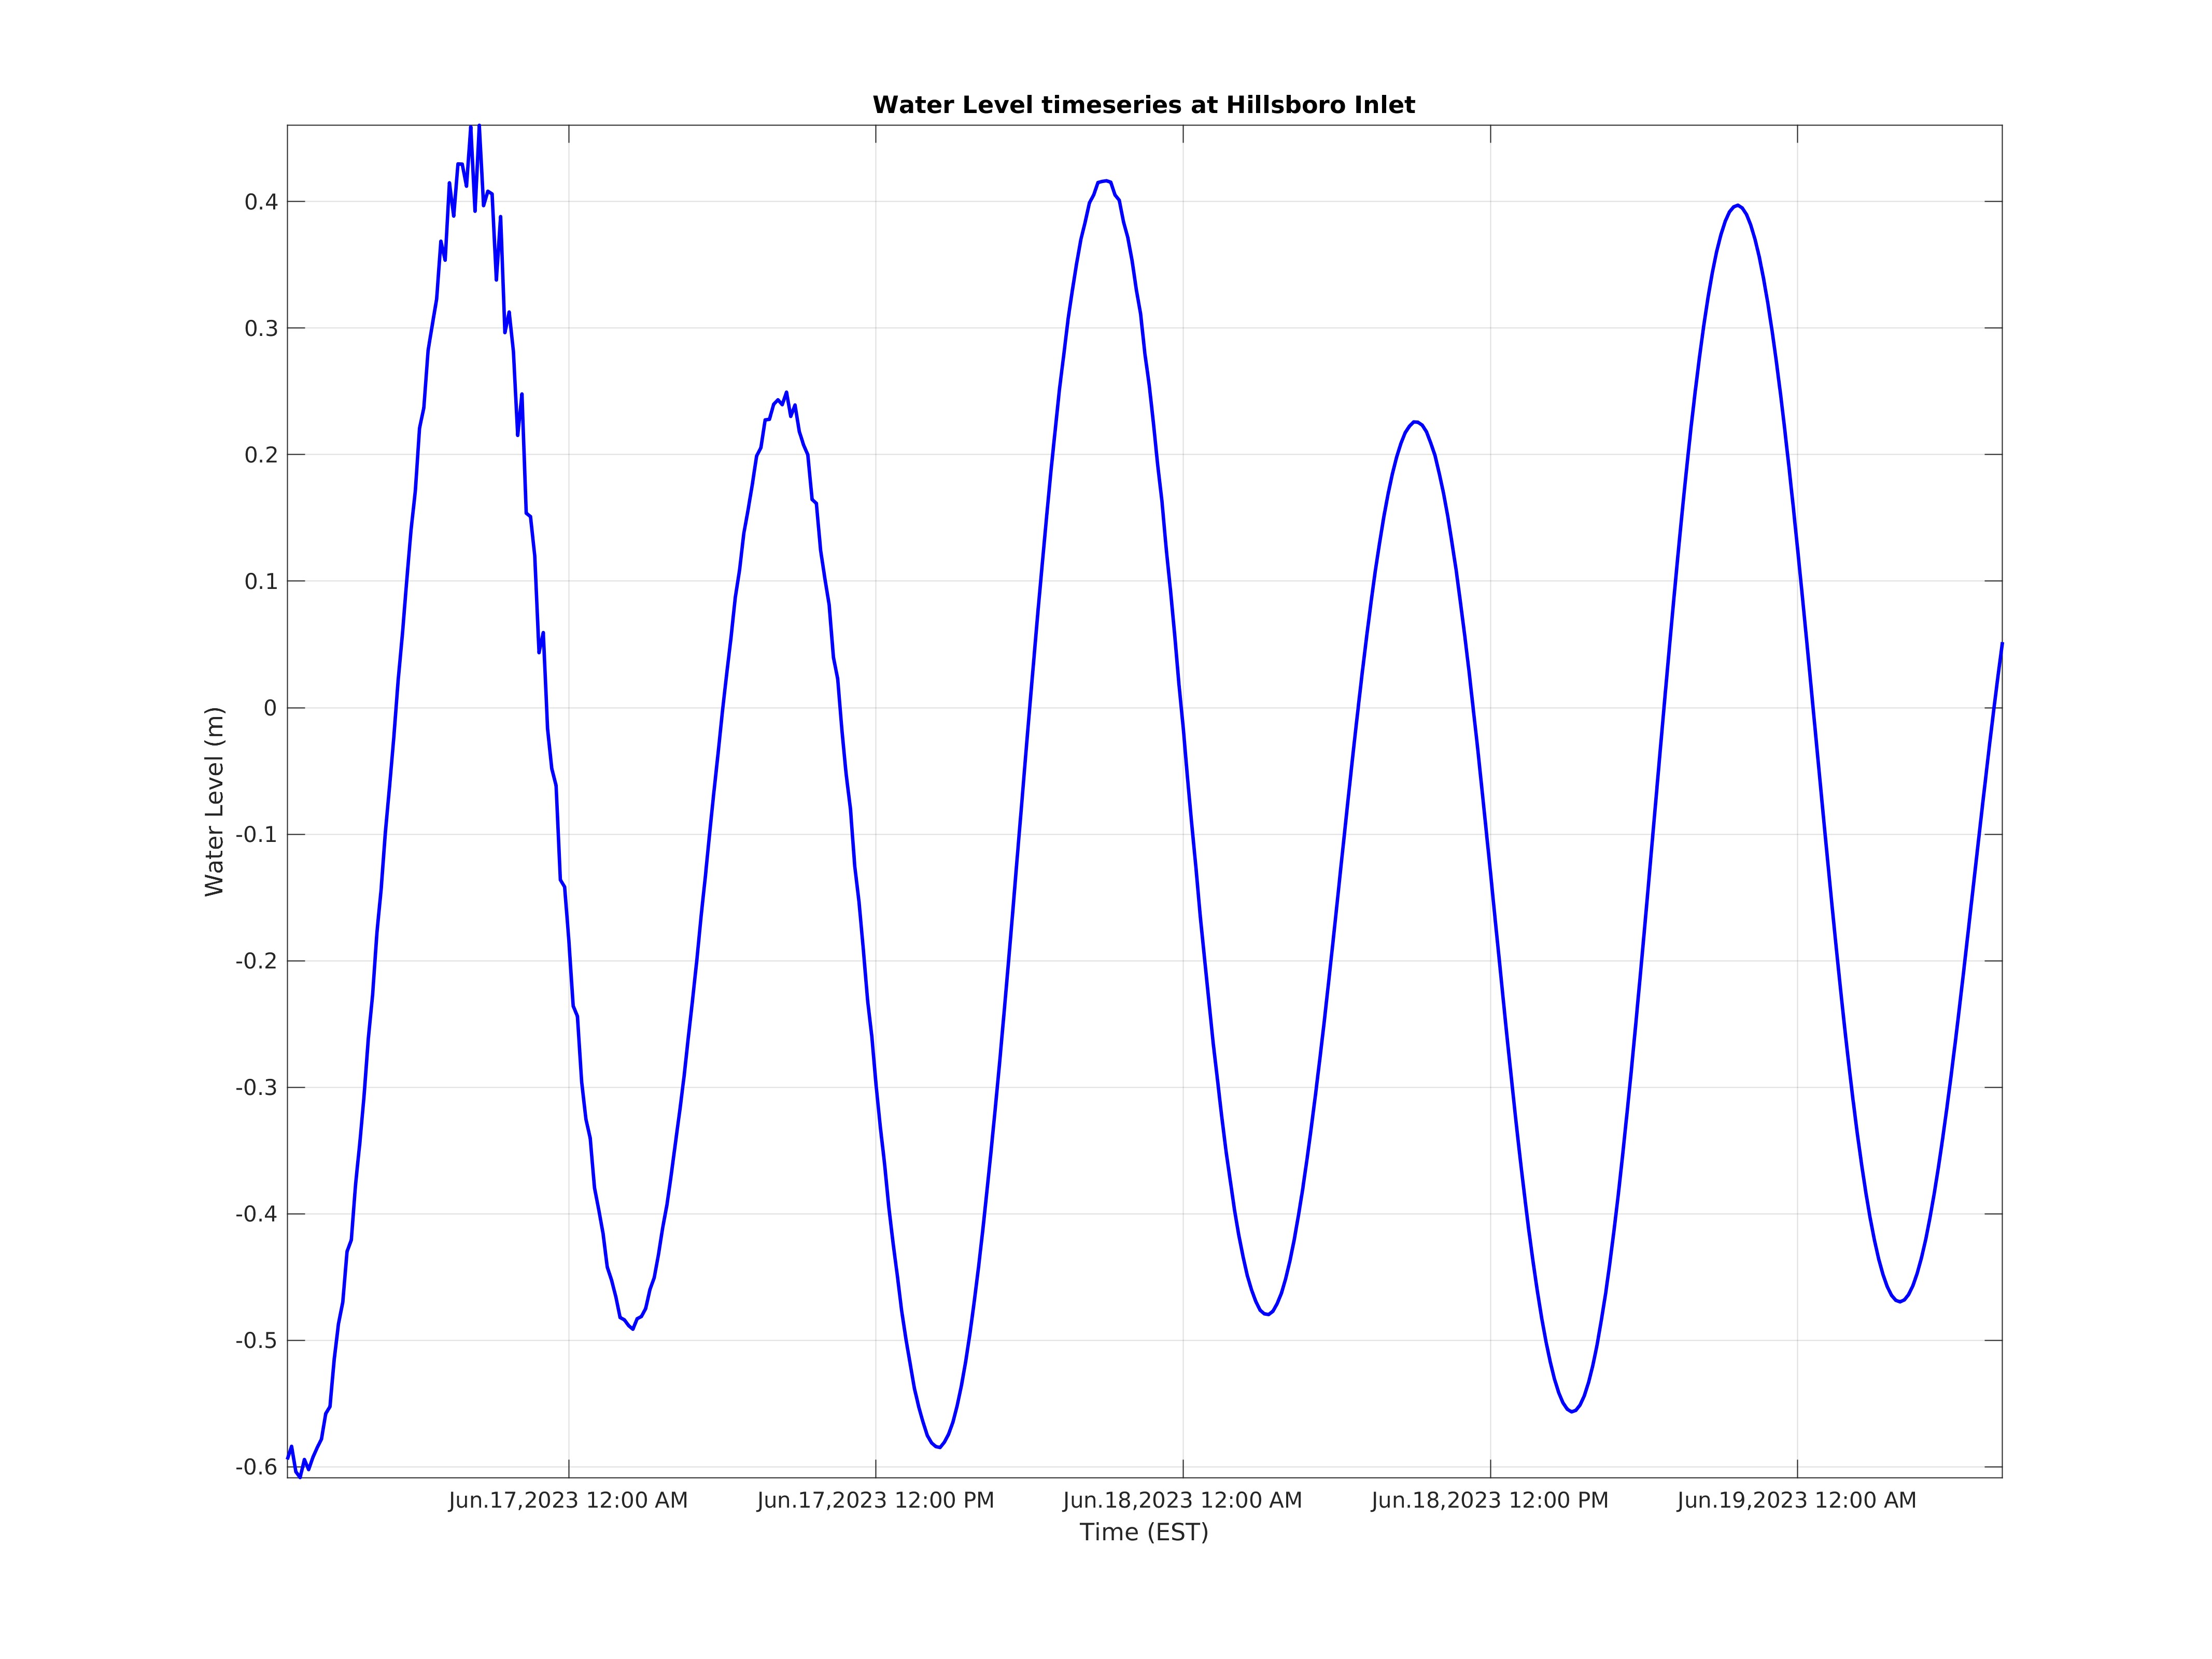 Water Level timeseries at Hillsboro Inlet
Water Level (m)
0.4
0.3
0.2
0.1
0
-0.1
-0.2
-0.3
-0.4
-0.5
-0.6
Jun.17,2023 12:00 AM
Jun.17,2023 12:00 PM
Jun.18,2023 12:00 AM
Jun.18,2023 12:00 PM
Jun.19,2023 12:00 AM
Time (EST)